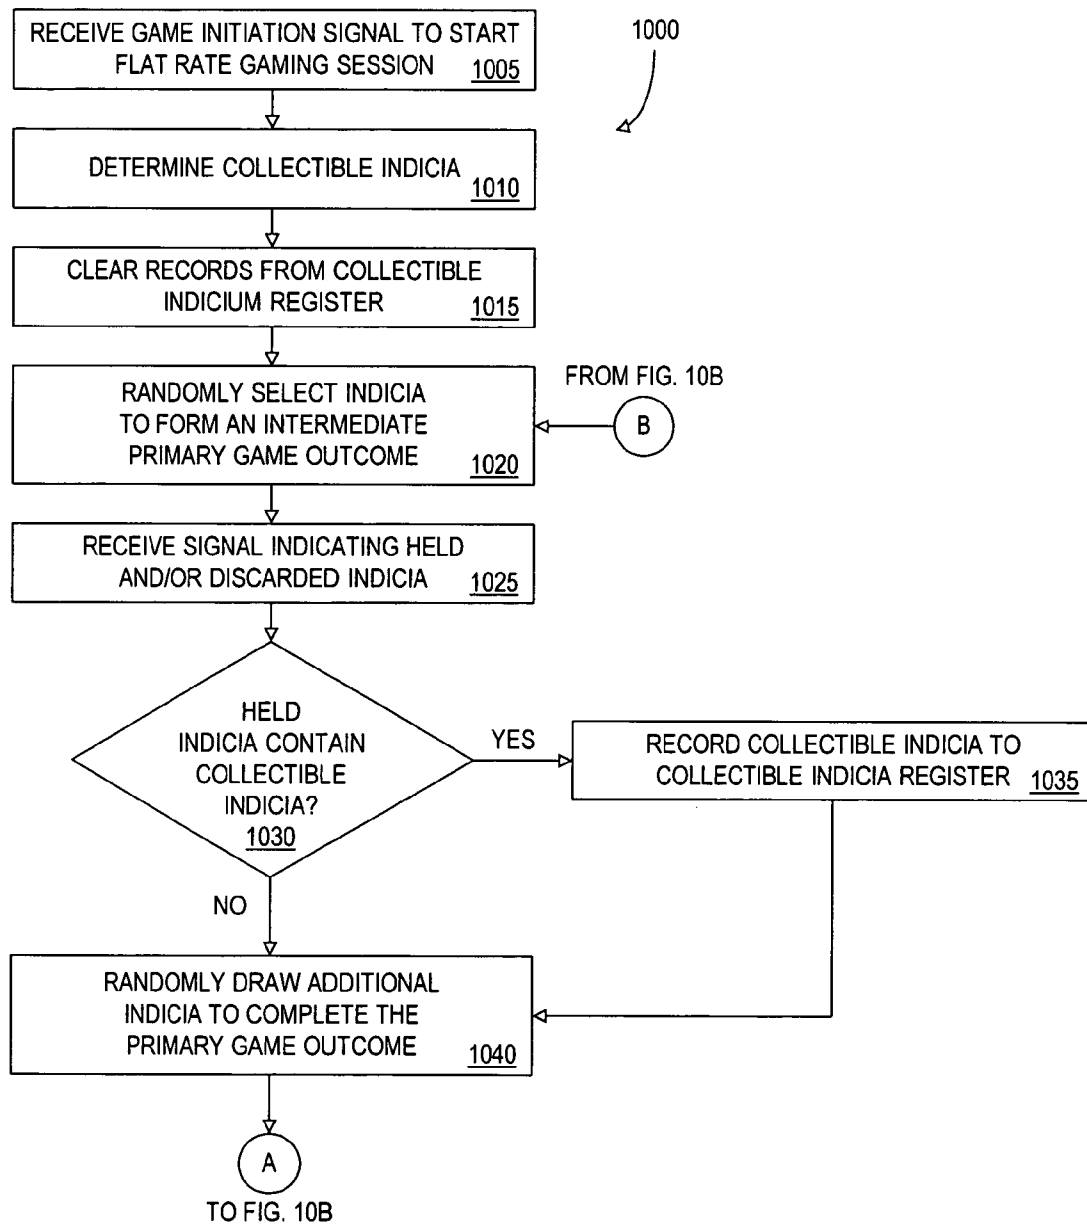 RECEIVE GAME INITIATION SIGNAL TO START
FLAT RATE GAMING SESSION 1005
1000
DETERMINE COLLECTIBLE INDICIA 1010
CLEAR RECORDS FROM COLLECTIBLE
INDICIUM REGISTER 1015
RANDOMLY SELECT INDICIA
TO FORM AN INTERMEDIATE
PRIMARY GAME OUTCOME 1020
FROM FIG. 10B
B
RECEIVE SIGNAL INDICATING HELD
AND/OR DISCARDED INDICIA 1025
HELD
INDICIA CONTAIN
COLLECTIBLE
INDICIA?
1030
YES
RECORD COLLECTIBLE INDICIA TO
COLLECTIBLE INDICIA REGISTER 1035
NO
RANDOMLY DRAW ADDITIONAL
INDICIA TO COMPLETE THE
PRIMARY GAME OUTCOME 1040
A
TO FIG. 10B